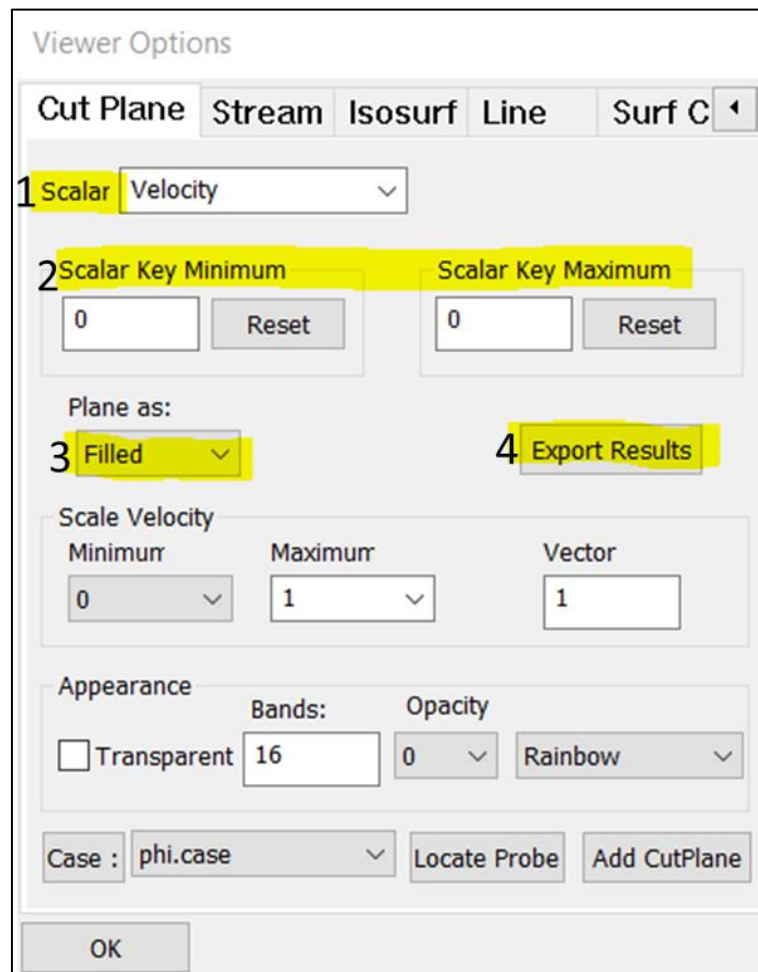 Viewer Options
Cut Plane Stream Isosurf Line Surf C
1 Scalar Velocity
2 Scalar Key Minimum Scalar Key Maximum
0 Reset 0 Reset
Plane as:
3 Filled 4 Export Results
Scale Velocity
Minimum Maximum Vector
0 1 1
Appearance
Bands: Opacity
Transparent 16 0 Rainbow
Case : phi.case Locate Probe Add CutPlane
OK